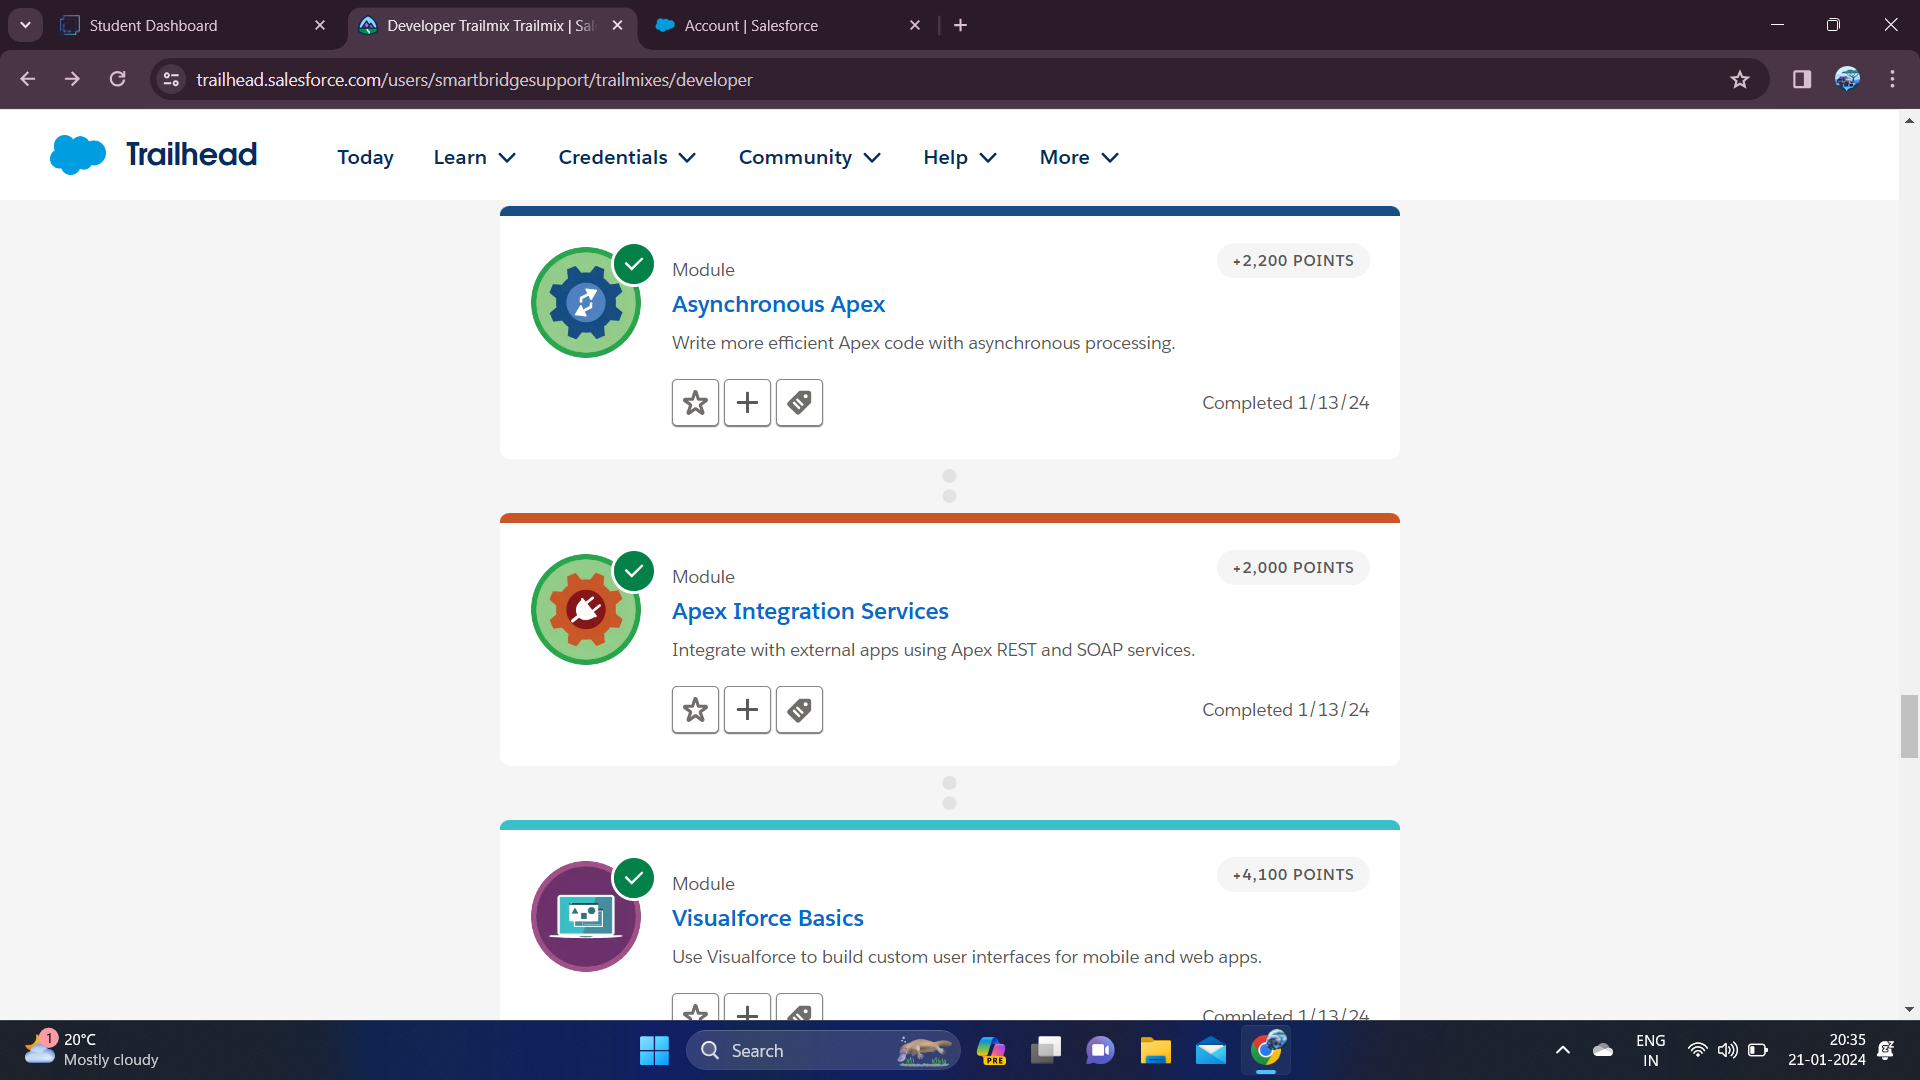 Student Dashboard
Developer Trailmix Trailmix | Sal
Account | Salesforce
trailhead.salesforce.com/users/smartbridgesupport/trailmixes/developer
Trailhead
Today
Learn
Credentials
Community
Help
More
Module
+2,200 POINTS
Asynchronous Apex
Write more efficient Apex code with asynchronous processing.
Completed 1/13/24
Module
+2,000 POINTS
Apex Integration Services
Integrate with external apps using Apex REST and SOAP services.
Completed 1/13/24
Module
+4,100 POINTS
Visualforce Basics
Use Visualforce to build custom user interfaces for mobile and web apps.
Completed 1/13/24
1
20°C
Mostly cloudy
Search
PRE
ENG
IN
20:35
21-01-2024